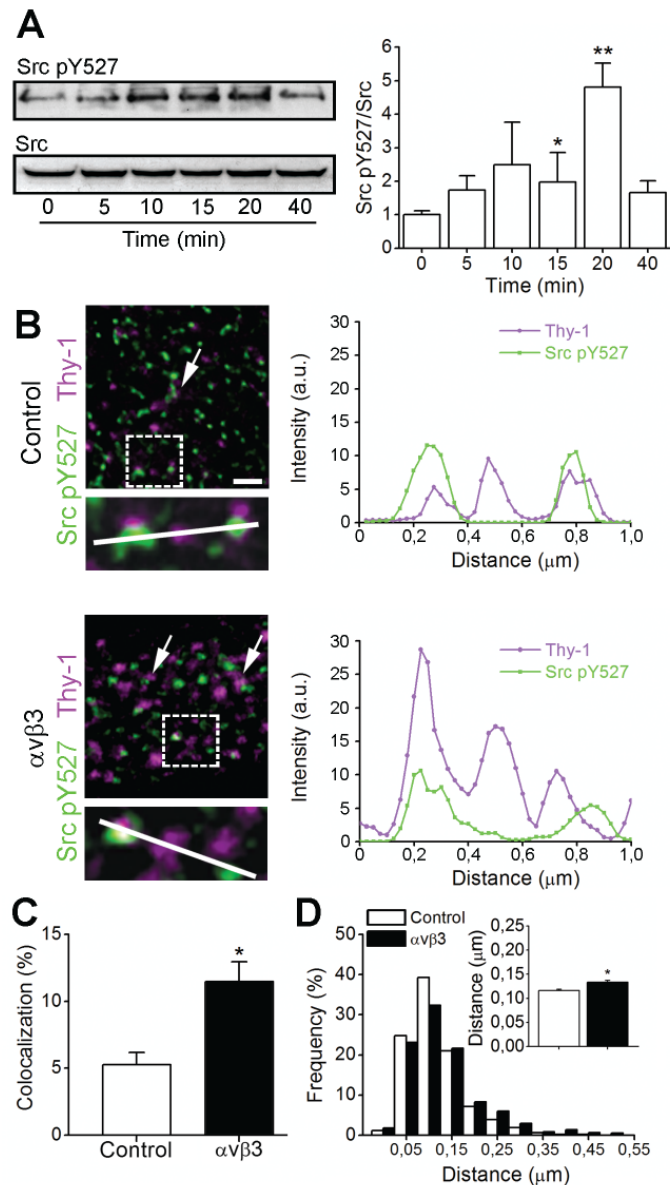 A
Src pY527
Src
0 5 10 15 20 40
Time (min)
Src pY527/Src
6
5
4
3
2
1
0
*
**
0 5 10 15 20 40
Time (min)
B
Control
Src pY527 Thy-1
Intensity (a.u.)
30
25
20
15
10
5
0
Thy-1
Src pY527
0 0,2 0,4 0,6 0,8 1,0
Distance (μm)
αvβ3
Src pY527 Thy-1
Intensity (a.u.)
30
25
20
15
10
5
0
Thy-1
Src pY527
0 0,2 0,4 0,6 0,8 1,0
Distance (μm)
C
Colocalization (%)
15
10
5
0
*
Control αvβ3
D
Control
αvβ3
Frequency (%)
50
40
30
20
10
0
0,05 0,15 0,25 0,35 0,45 0,55
Distance (μm)
Distance (μm)
0,25
0,20
0,15
0,10
0,05
0,00
*